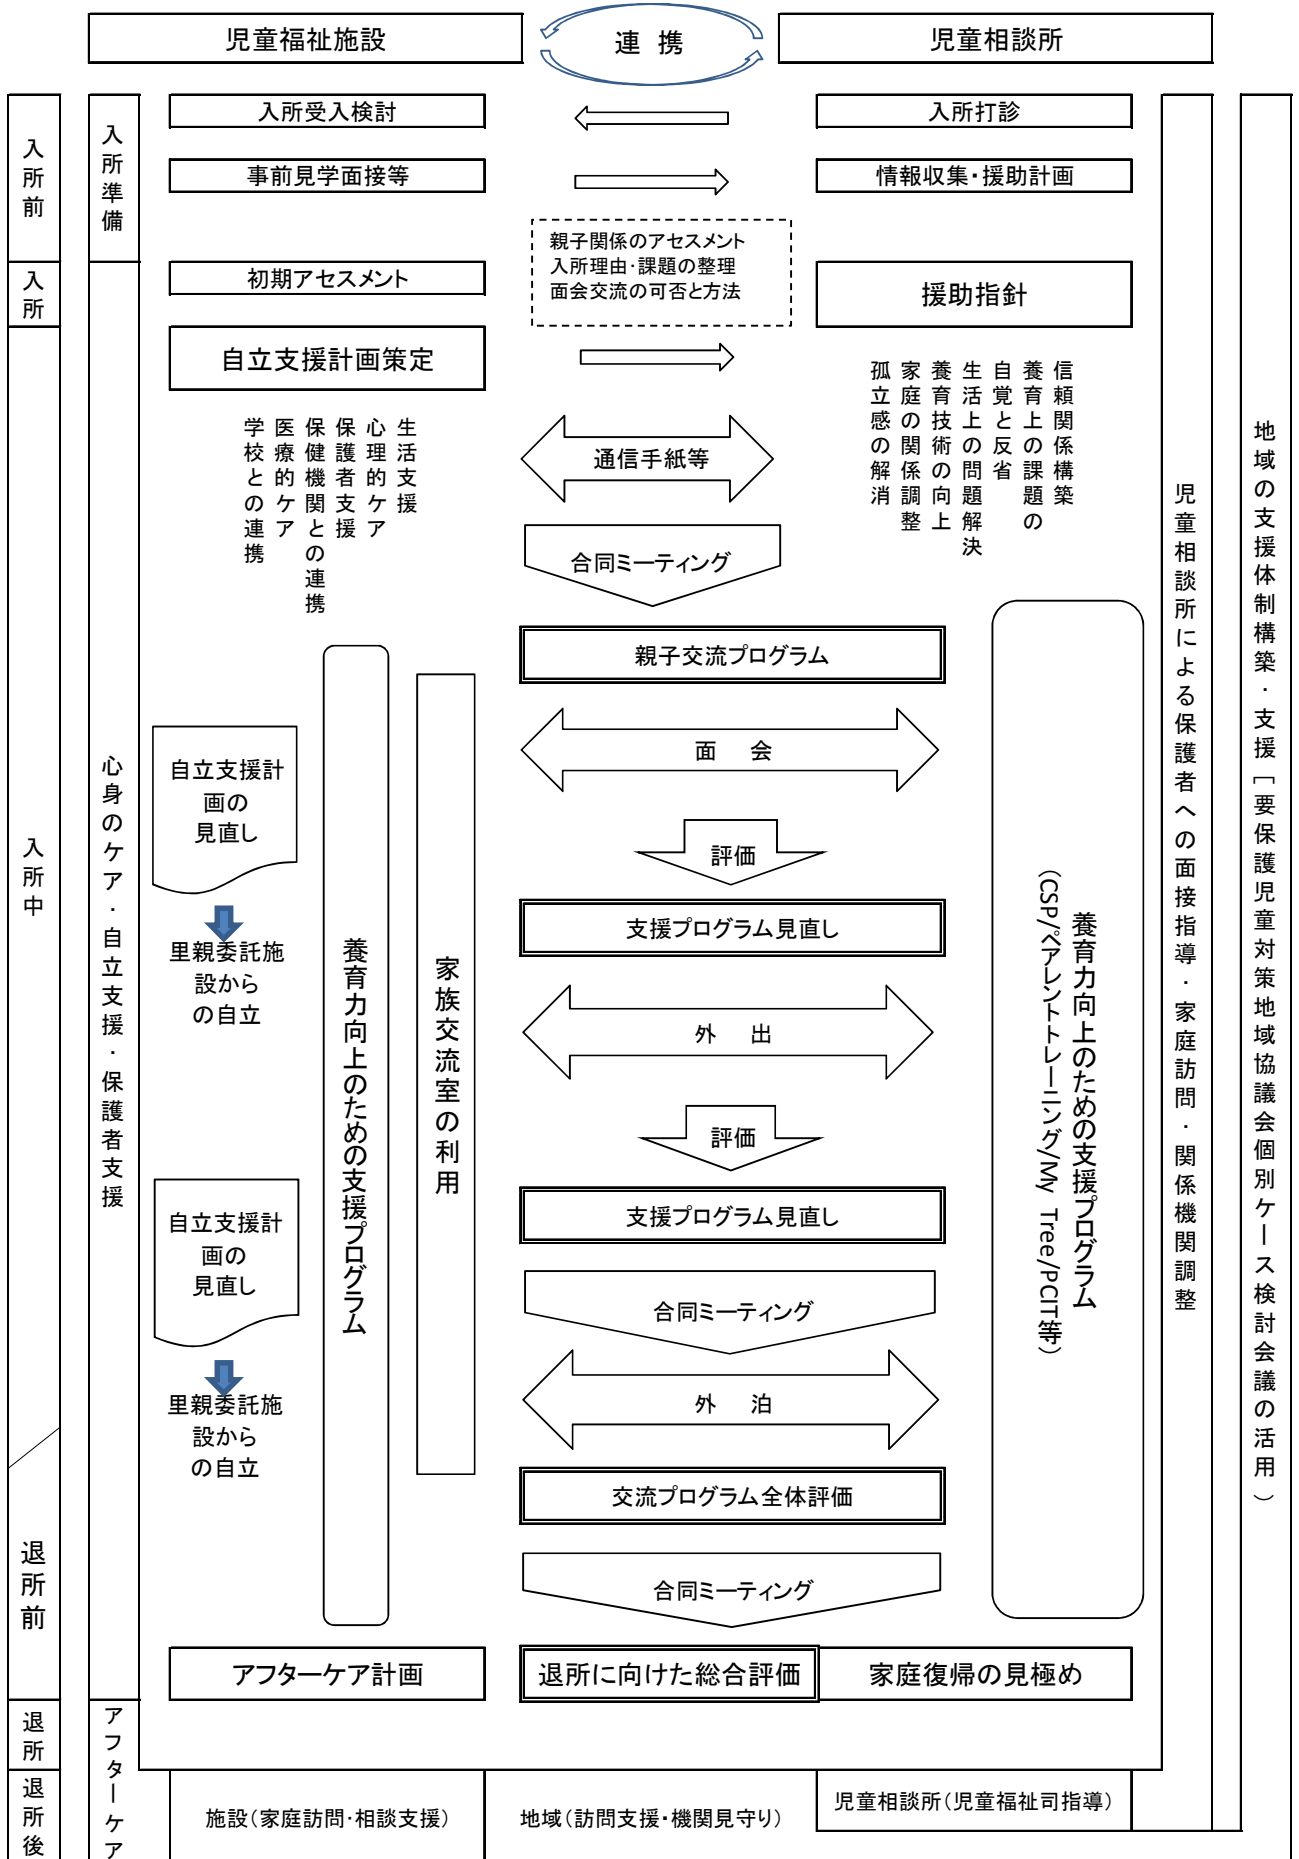 児童福祉施設
連 携
児童相談所
入所前
入所
入所中
退所前
退所
退所後
入所準備
心身のケア・自立支援・保護者支援
アフターケア
入所受入検討
入所打診
事前見学面接等
情報収集・援助計画
親子関係のアセスメント
入所理由・課題の整理
面会交流の可否と方法
初期アセスメント
援助指針
自立支援計画策定
生活支援
心理的ケア
保護者支援
保健機関との連携
医療的ケア
学校との連携
通信手紙等
信頼関係構築
養育上の課題の
自覚と反省
生活上の問題解決
養育技術の向上
家庭の関係調整
孤立感の解消
合同ミーティング
親子交流プログラム
面 会
評価
支援プログラム見直し
外 出
評価
支援プログラム見直し
合同ミーティング
外 泊
交流プログラム全体評価
合同ミーティング
自立支援計
画の
見直し
里親委託施
設から
の自立
自立支援計
画の
見直し
里親委託施
設から
の自立
養育力向上のための支援プログラム
家族交流室の利用
養育力向上のための支援プログラム
(CSP/ペアレントトレーニング/My Tree/PCIT等)
児童相談所による保護者への面接指導・家庭訪問・関係機関調整
地域の支援体制構築・支援[要保護児童対策地域協議会個別ケース検討会議の活用)
アフターケア計画
退所に向けた総合評価
家庭復帰の見極め
施設(家庭訪問・相談支援)
地域(訪問支援・機関見守り)
児童相談所(児童福祉司指導)